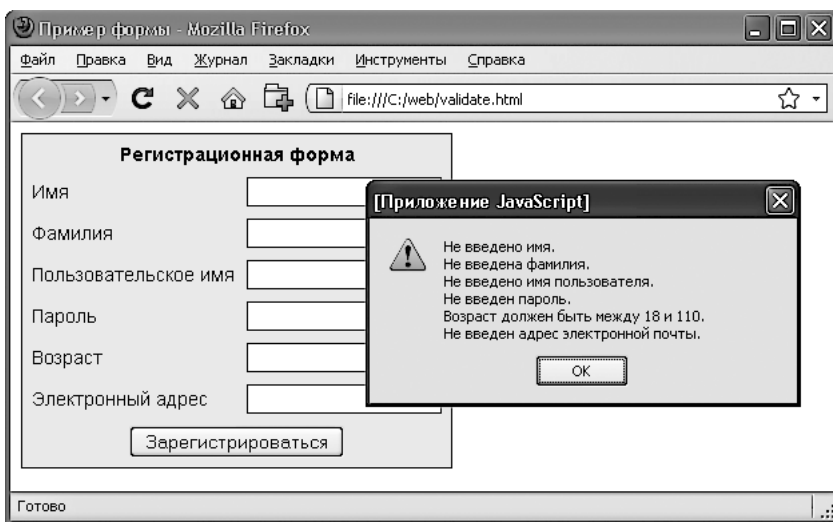 Пример формы - Mozilla Firefox
Файл Правка Вид Журнал Закладки Инструменты Справка
file:///C:/web/validate.html
Регистрационная форма
Имя
Фамилия
Пользовательское имя
Пароль
Возраст
Электронный адрес
Зарегистрироваться
[Приложение JavaScript]
Не введено имя.
Не введена фамилия.
Не введено имя пользователя.
Не введен пароль.
Возраст должен быть между 18 и 110.
Не введен адрес электронной почты.
OK
Готово